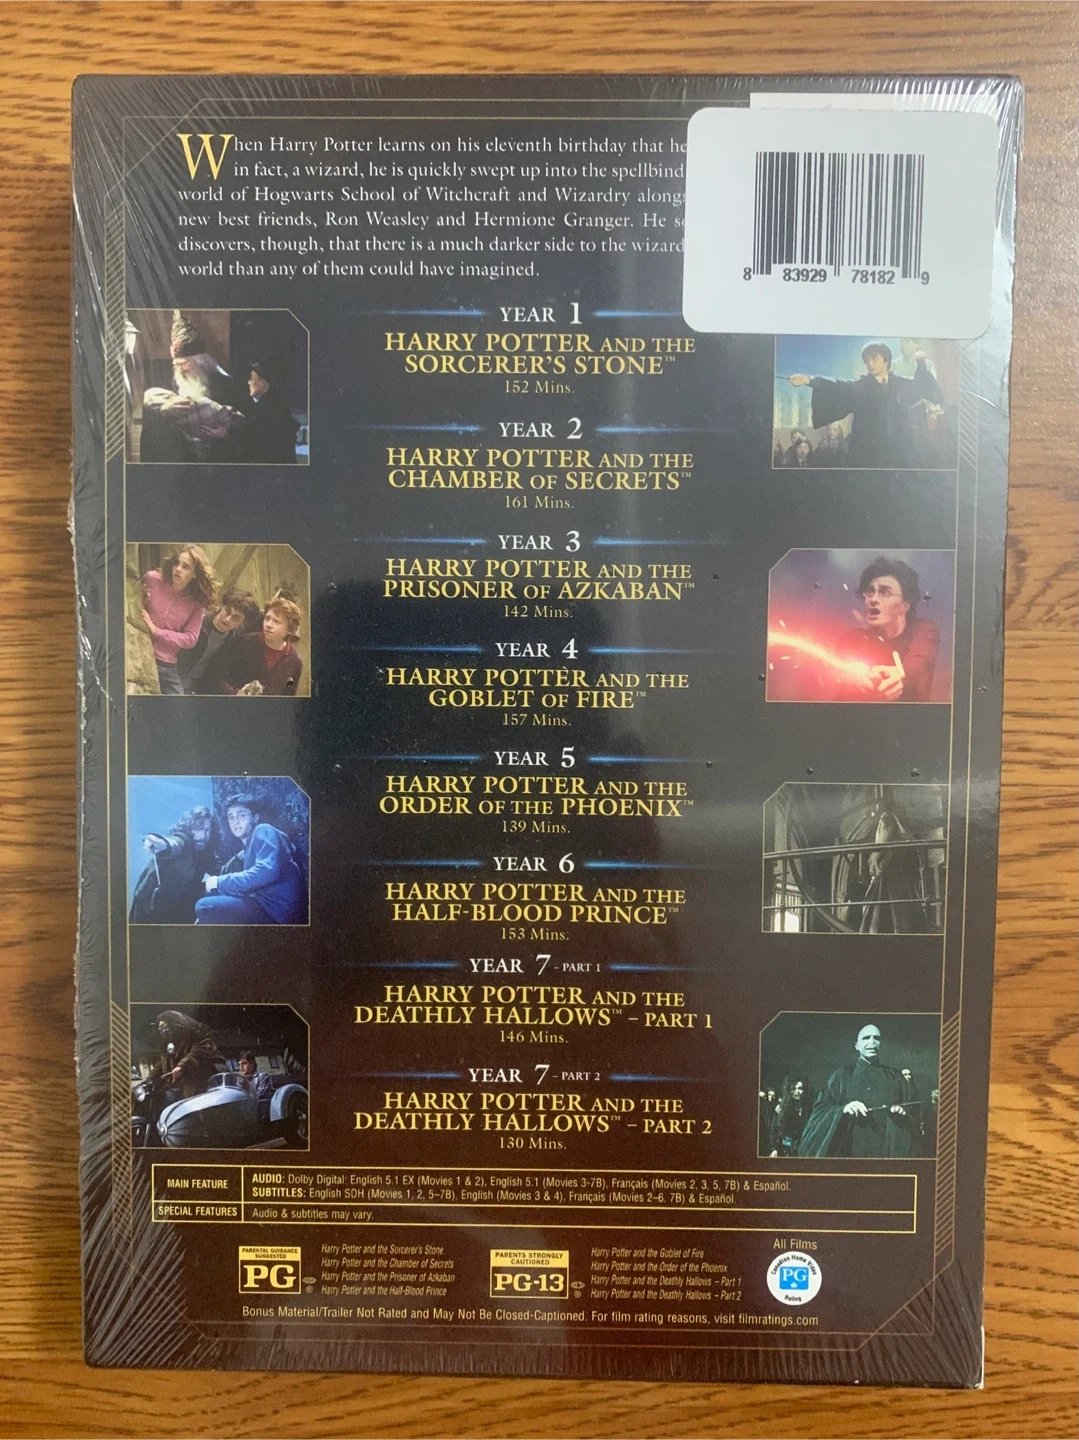 When Harry Potter learns on his eleventh birthday that he
in fact, a wizard, he is quickly swept up into the spellbind
world of Hogwarts School of Witchcraft and Wizardry along
new best friends, Ron Weasley and Hermione Granger. He s
discovers, though, that there is a much darker side to the wizard
world than any of them could have imagined.
8 83929 78182 9
YEAR 1
HARRY POTTER AND THE
SORCERER'S STONE™
152 Mins.
YEAR 2
HARRY POTTER AND THE
CHAMBER OF SECRETS™
161 Mins.
YEAR 3
HARRY POTTER AND THE
PRISONER OF AZKABAN™
142 Mins.
YEAR 4
HARRY POTTER AND THE
GOBLET OF FIRE™
157 Mins.
YEAR 5
HARRY POTTER AND THE
ORDER OF THE PHOENIX™
139 Mins.
YEAR 6
HARRY POTTER AND THE
HALF-BLOOD PRINCE™
153 Mins.
YEAR 7 - PART 1
HARRY POTTER AND THE
DEATHLY HALLOWS™ - PART 1
146 Mins.
YEAR 7 - PART 2
HARRY POTTER AND THE
DEATHLY HALLOWS™ - PART 2
130 Mins.
MAIN FEATURE
AUDIO: Dolby Digital: English 5.1 EX (Movies 1 & 2), English 5.1 (Movies 3-7B), Français (Movies 2, 3, 5, 7B) & Español.
SUBTITLES: English SDH (Movies 1, 2, 5-7B), English (Movies 3 & 4), Français (Movies 2-6, 7B) & Español.
SPECIAL FEATURES
Audio & subtitles may vary.
PARENTAL GUIDANCE SUGGESTED
PG
®
Harry Potter and the Sorcerer's Stone
Harry Potter and the Chamber of Secrets
Harry Potter and the Prisoner of Azkaban
Harry Potter and the Half-Blood Prince
PARENTS STRONGLY CAUTIONED
PG-13
®
Harry Potter and the Goblet of Fire
Harry Potter and the Order of the Phoenix
Harry Potter and the Deathly Hallows - Part 1
Harry Potter and the Deathly Hallows - Part 2
All Films
Canadian Home Video
PG
Rating
Bonus Material/Trailer Not Rated and May Not Be Closed-Captioned. For film rating reasons, visit filmratings.com